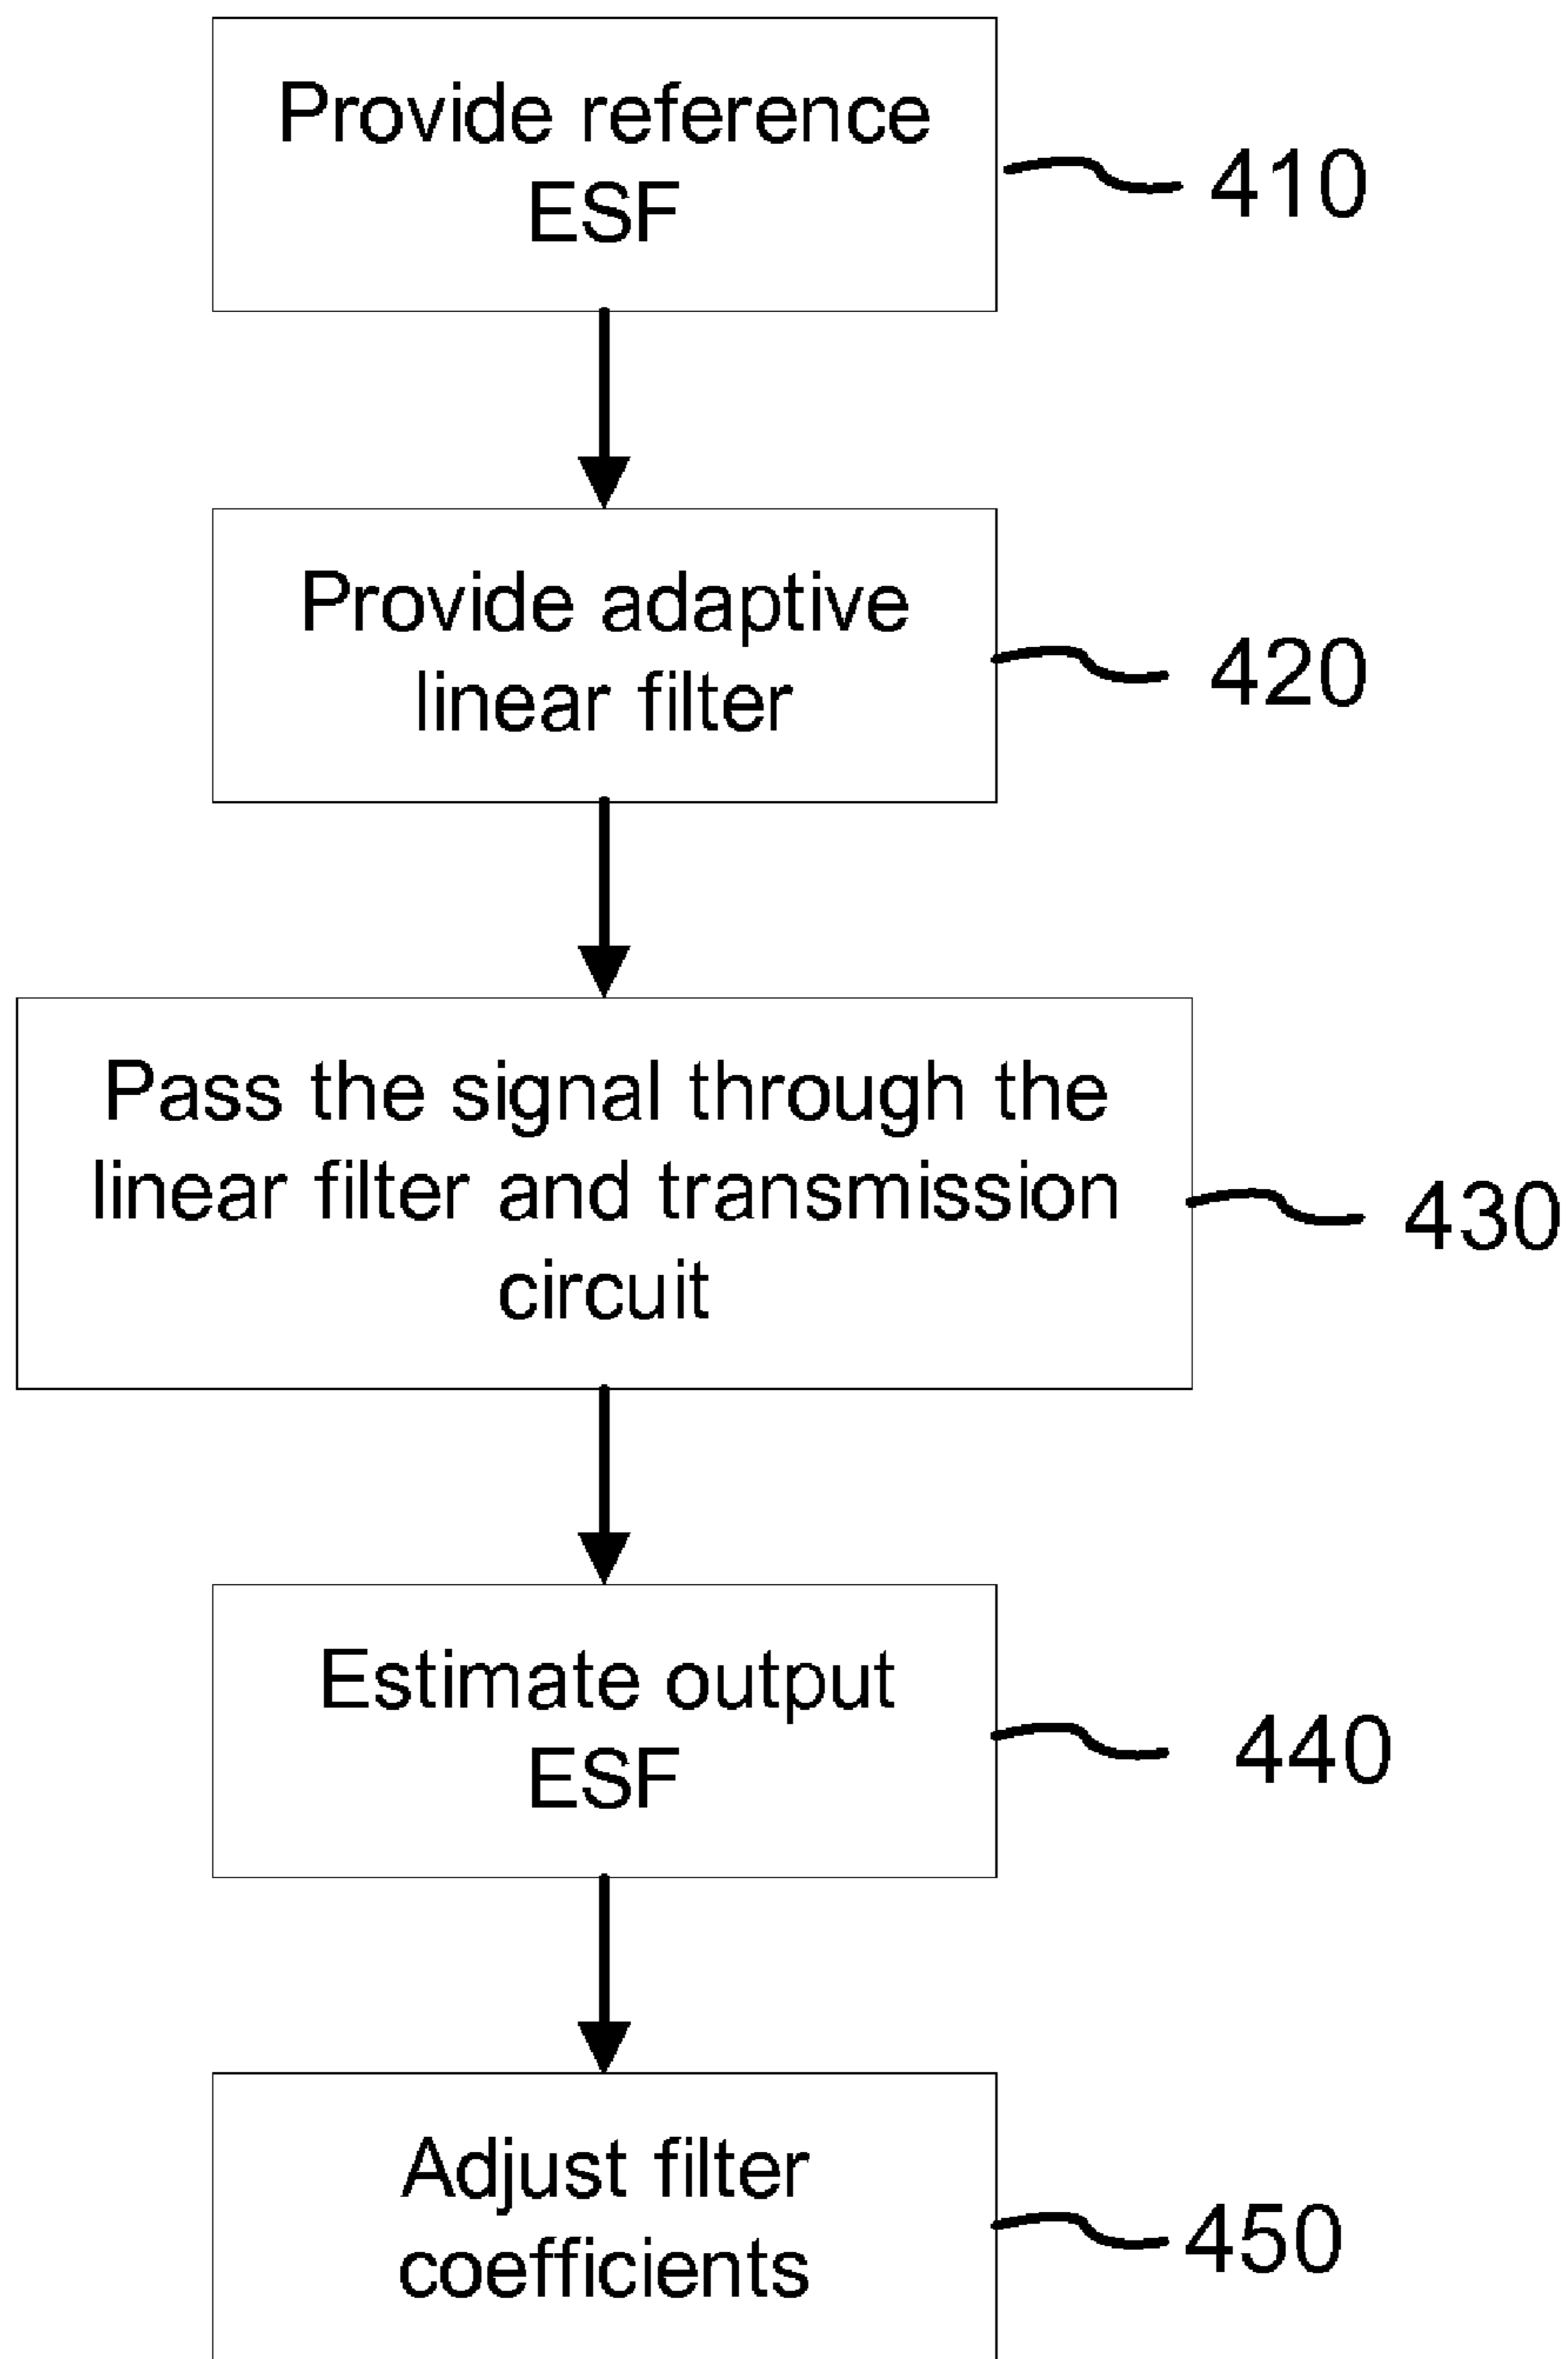 Provide reference
ESF
410
Provide adaptive
linear filter
420
Pass the signal through the
linear filter and transmission
circuit
430
Estimate output
ESF
440
Adjust filter
coefficients
450